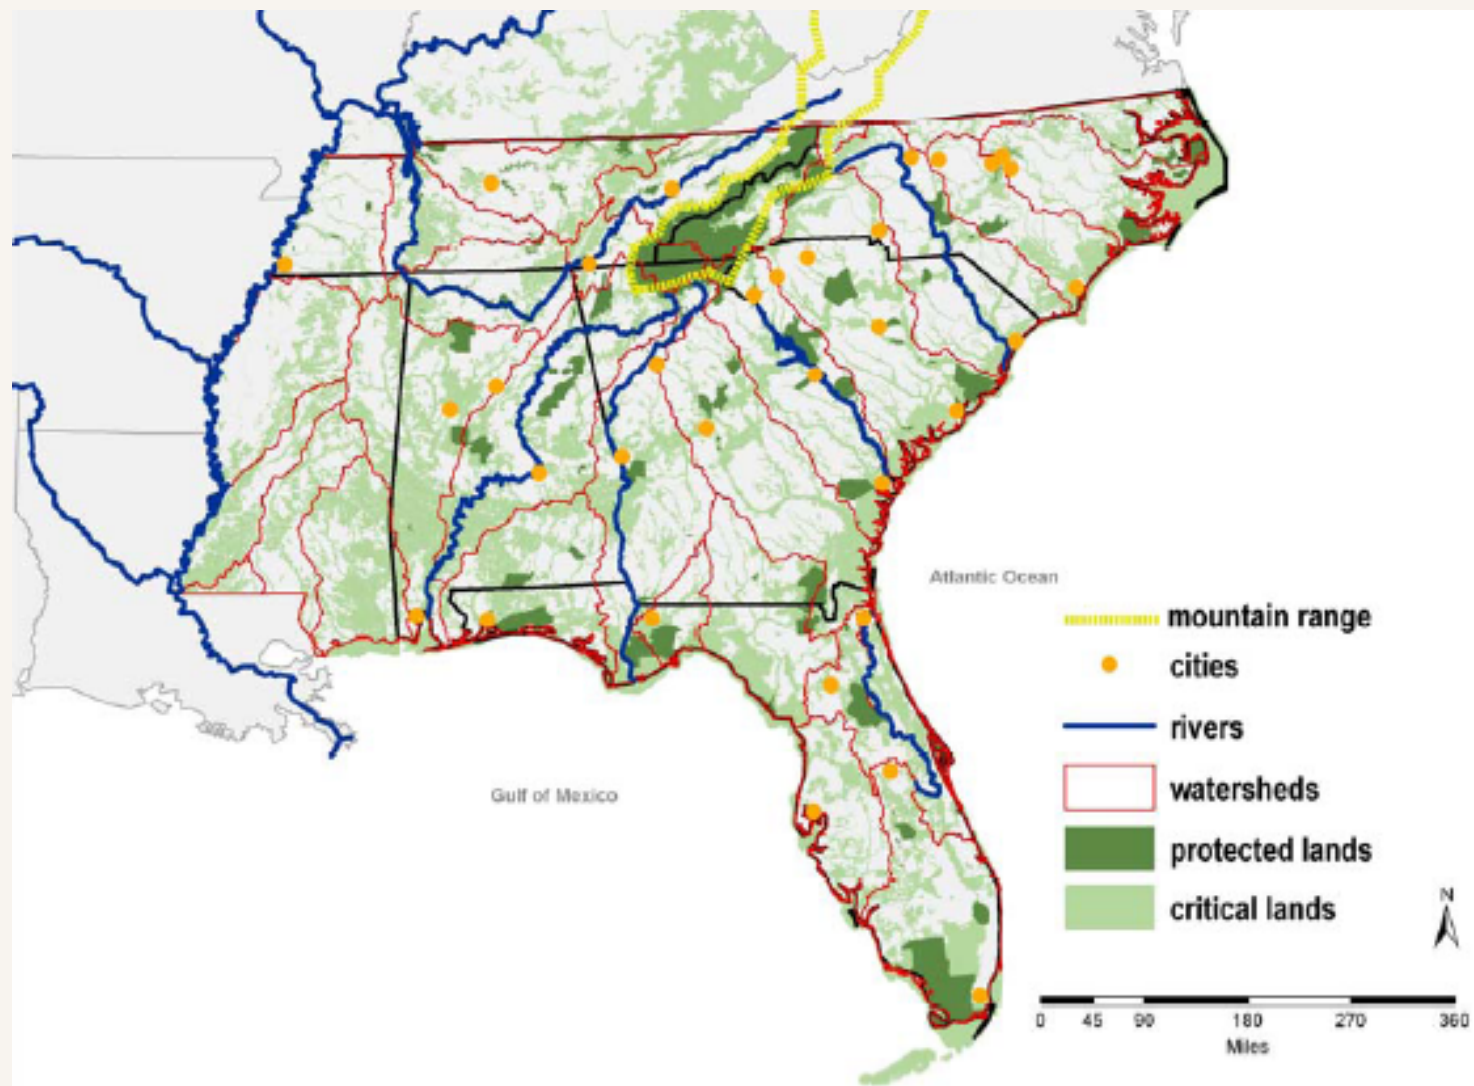 Atlantic Ocean
Gulf of Mexico
mountain range
cities
rivers
watersheds
protected lands
critical lands
N
0 45 90 180 270 360
Miles